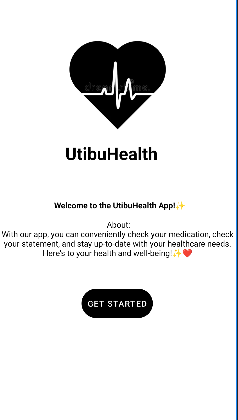 UtibuHealth
Welcome to the UtibuHealth App!✨
About:
With our app, you can conveniently check your medication, check
your statement, and stay up-to-date with your healthcare needs.
Here's to your health and well-being!✨❤️
GET STARTED